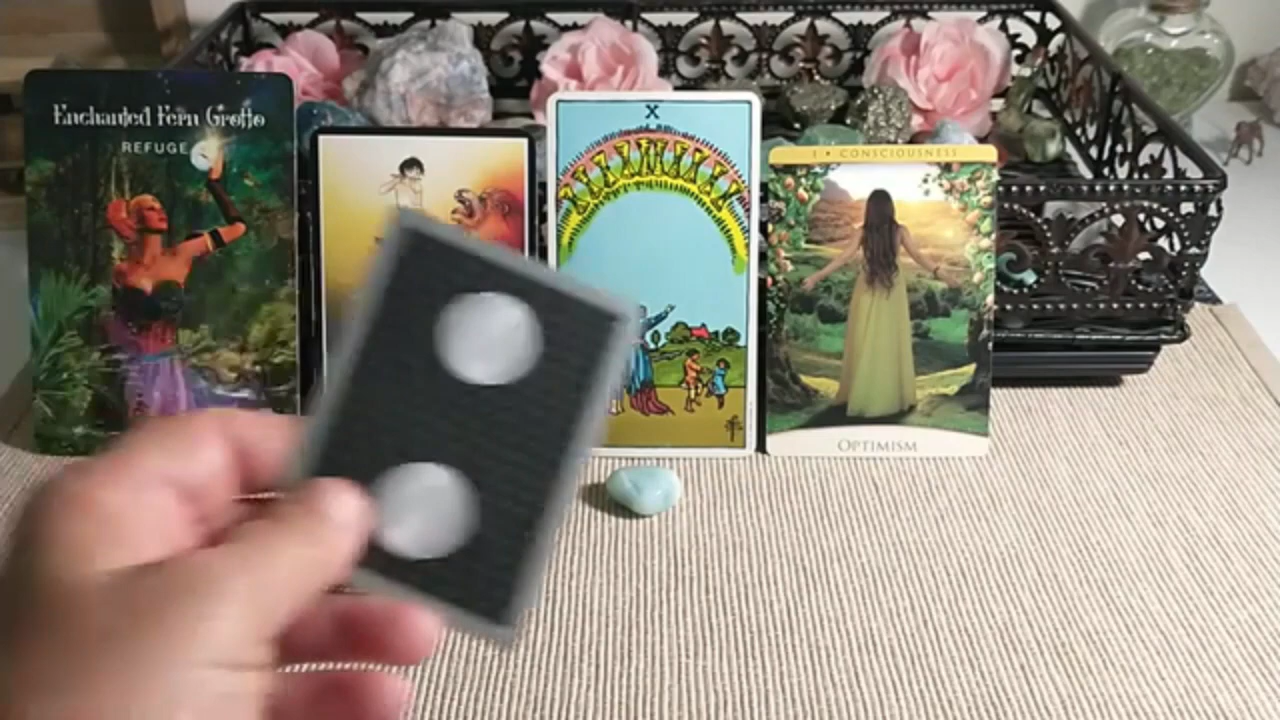 Enchanted Fern Grotto
REFUGE
X
1 • CONSCIOUSNESS
OPTIMISM